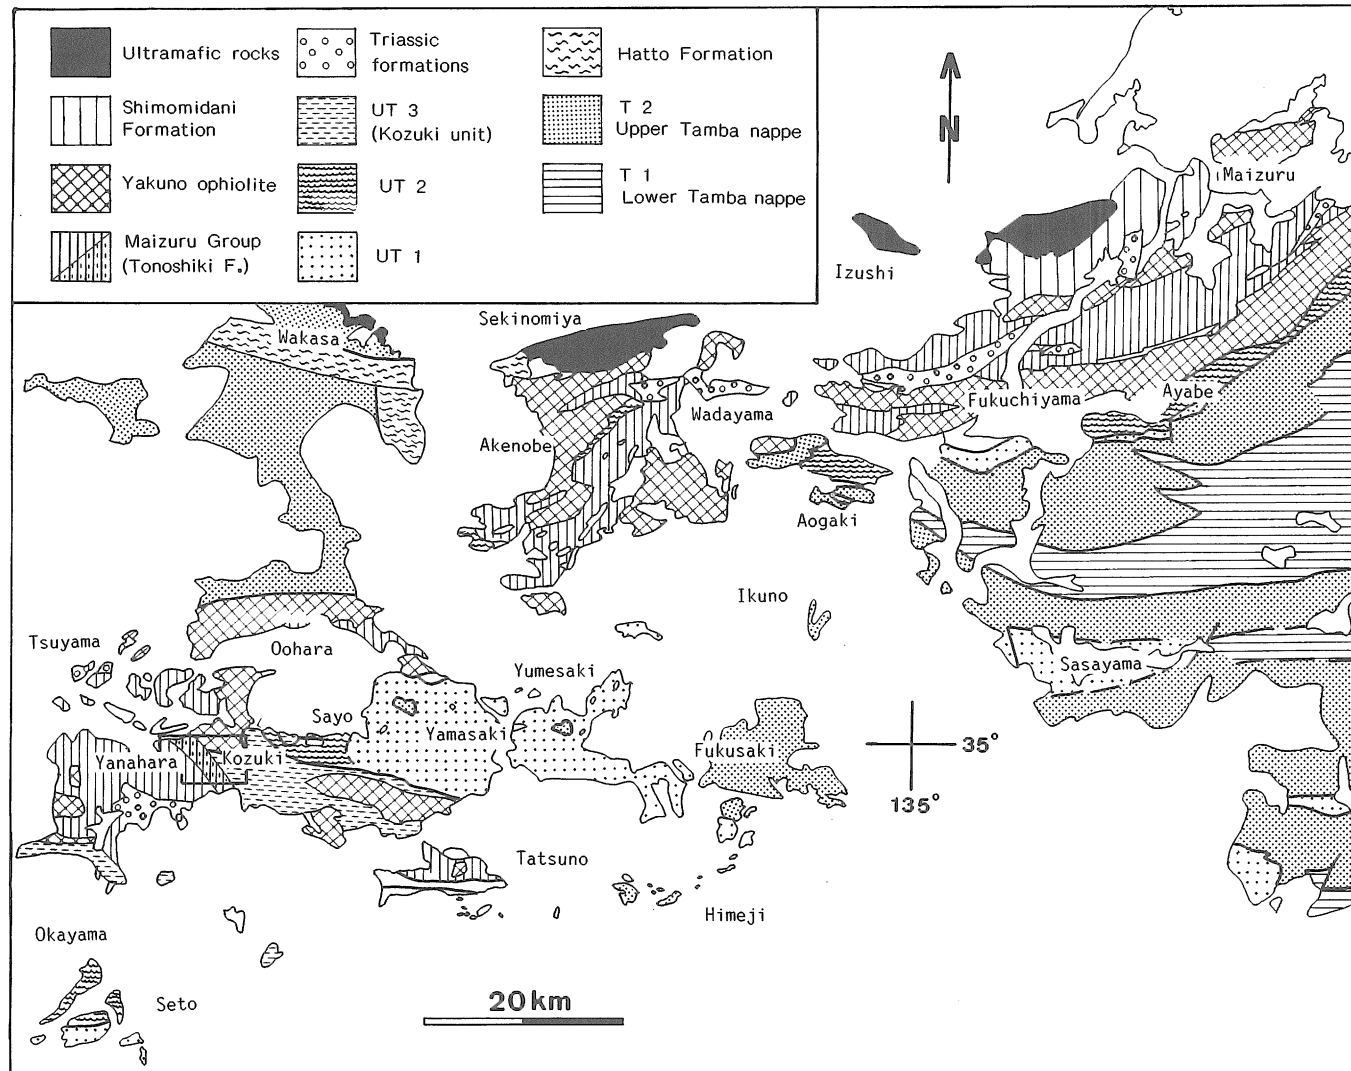 Ultramafic rocks
Triassic
formations
Hatto Formation
Shimomidani
Formation
UT 3
(Kozuki unit)
T 2
Upper Tamba nappe
Yakuno ophiolite
UT 2
T 1
Lower Tamba nappe
Maizuru Group
(Tonoshiki F.)
UT 1
N
Maizuru
Izushi
Sekinomiya
Wakasa
Wadayama
Fukuchiyama
Ayabe
Akenobe
Aogaki
Ikuno
Tsuyama
Oohara
Sasayama
Yumesaki
Sayo
Yamasaki
Fukusaki
35°
135°
Yanahara
Kozuki
Tatsuno
Himeji
Okayama
Seto
20 km